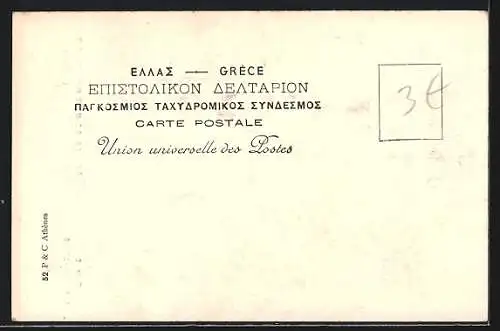 ΕΛΛΑΣ — GRÈCE
ΕΠΙΣΤΟΛΙΚΟΝ ΔΕΛΤΑΡΙΟΝ
ΠΑΓΚΟΣΜΙΟΣ ΤΑΧΥΔΡΟΜΙΚΟΣ ΣΥΝΔΕΣΜΟΣ
CARTE POSTALE
Union universelle des Postes
3€
52 P & C Athènes